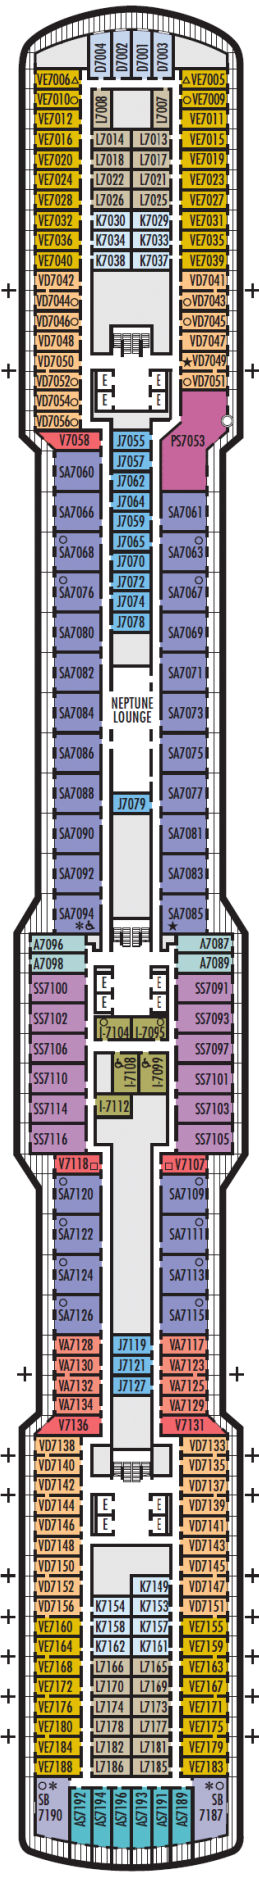 D7004 D7002 D7001 D7003
VE7006 VE7005
VE7010 L7008 L7007 VE7009
VE7012 VE7011
VE7016 L7014 L7013 VE7015
VE7020 L7018 L7017 VE7019
VE7024 L7022 L7021 VE7023
VE7028 L7026 L7025 VE7027
VE7032 K7030 K7029 VE7031
VE7036 K7034 K7033 VE7035
VE7040 K7038 K7037 VE7039
VD7042 VD7041
VD7044 VD7043
VD7046 VD7045
VD7048 VD7047
VD7050 VD7049
VD7052 E E VD7051
VD7054 E E
VD7056
V7058 J7055 PS7053
J7057
SA7060 J7062
J7064
SA7066 J7059 SA7061
J7065
SA7068 SA7063
J7070
J7072
SA7076 SA7067
J7074
J7078
SA7080 SA7069
SA7082 SA7071
SA7084 NEPTUNE SA7073
LOUNGE
SA7086 SA7075
SA7088 J7079 SA7077
SA7090 SA7081
SA7092 SA7083
SA7094 SA7085
A7096 A7087
A7098 A7089
SS7100 E E SS7091
E E
SS7102 I-7104 I-7095 SS7093
SS7106 I-7108 I-7099 SS7097
SS7110 SS7101
SS7114 I-7112 SS7103
SS7116 SS7105
V7118 V7107
SA7120 SA7109
SA7122 SA7111
SA7124 SA7113
SA7126 SA7115
VA7128 J7119 VA7117
VA7130 J7121 VA7123
VA7132 J7127 VA7125
VA7134 VA7129
V7136 V7131
VD7138 VD7133
VD7140 VD7135
VD7142 VD7137
VD7144 E E VD7139
VD7146 E E VD7141
VD7148 VD7143
VD7150 VD7145
VD7152 K7149 VD7147
VD7156 K7154 K7153 VD7151
VE7160 K7158 K7157 VE7155
VE7164 K7162 K7161 VE7159
VE7168 L7166 L7165 VE7163
VE7172 L7170 L7169 VE7167
VE7176 L7174 L7173 VE7171
VE7180 L7178 L7177 VE7175
VE7184 L7182 L7181 VE7179
VE7188 L7186 L7185 VE7183
SB SB
7190 AS7192 AS7194 AS7196 AS7193 AS7191 AS7189 7187